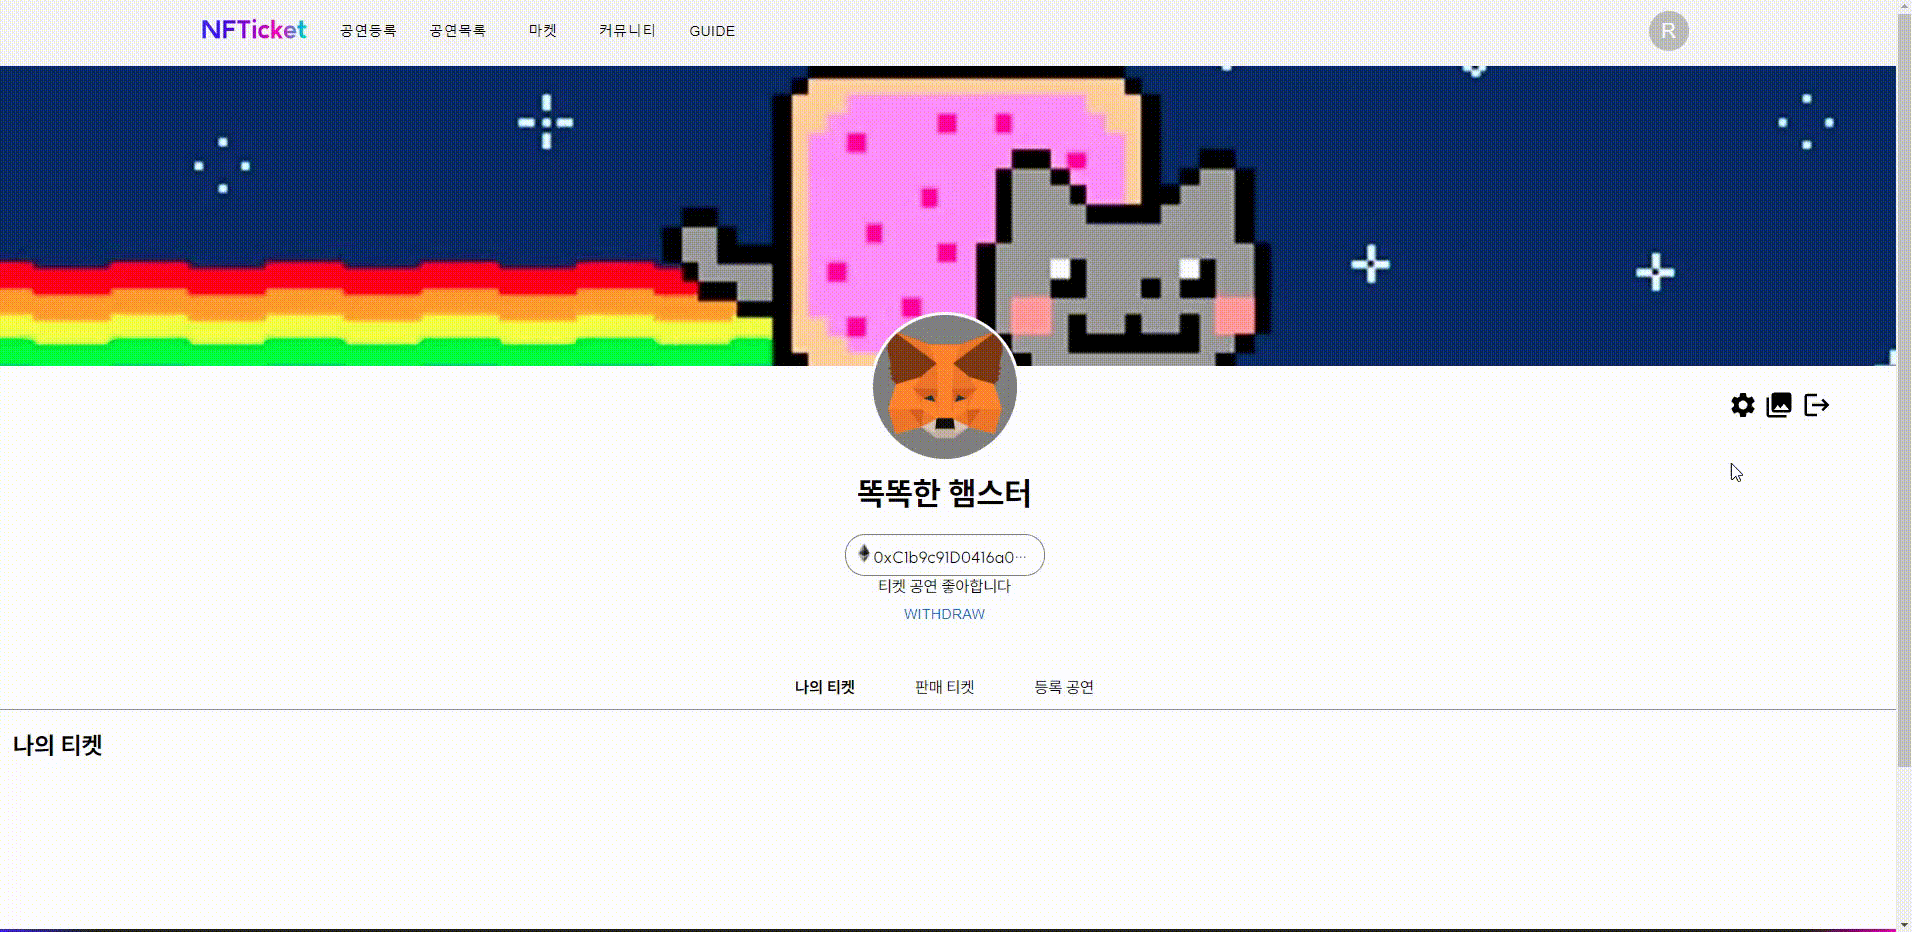 NFTicket 공연등록 공연목록 마켓 커뮤니티 GUIDE R
똑똑한 햄스터
0xC1b9c91D0416a0...
티켓 공연 좋아합니다
WITHDRAW
나의 티켓 판매 티켓 등록 공연
나의 티켓